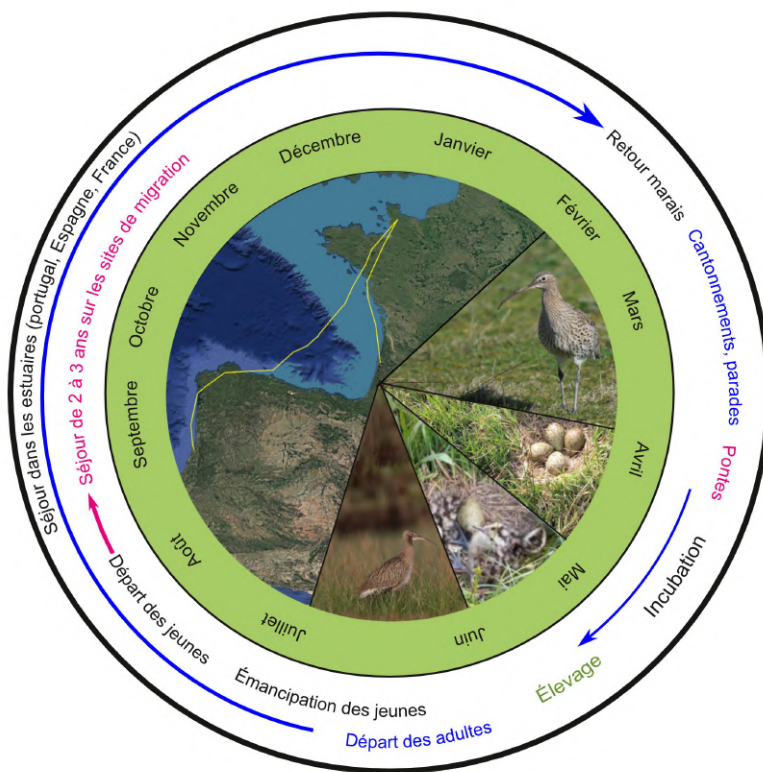 Janvier
Février
Mars
Avril
Mai
Juin
Juillet
Août
Septembre
Octobre
Novembre
Décembre
Retour marais
Cantonnements, parades
Pontes
Incubation
Élevage
Émancipation des jeunes
Départ des adultes
Départ des jeunes
Séjour de 2 à 3 ans sur les sites de migration
Séjour dans les estuaires (portugal, Espagne, France)